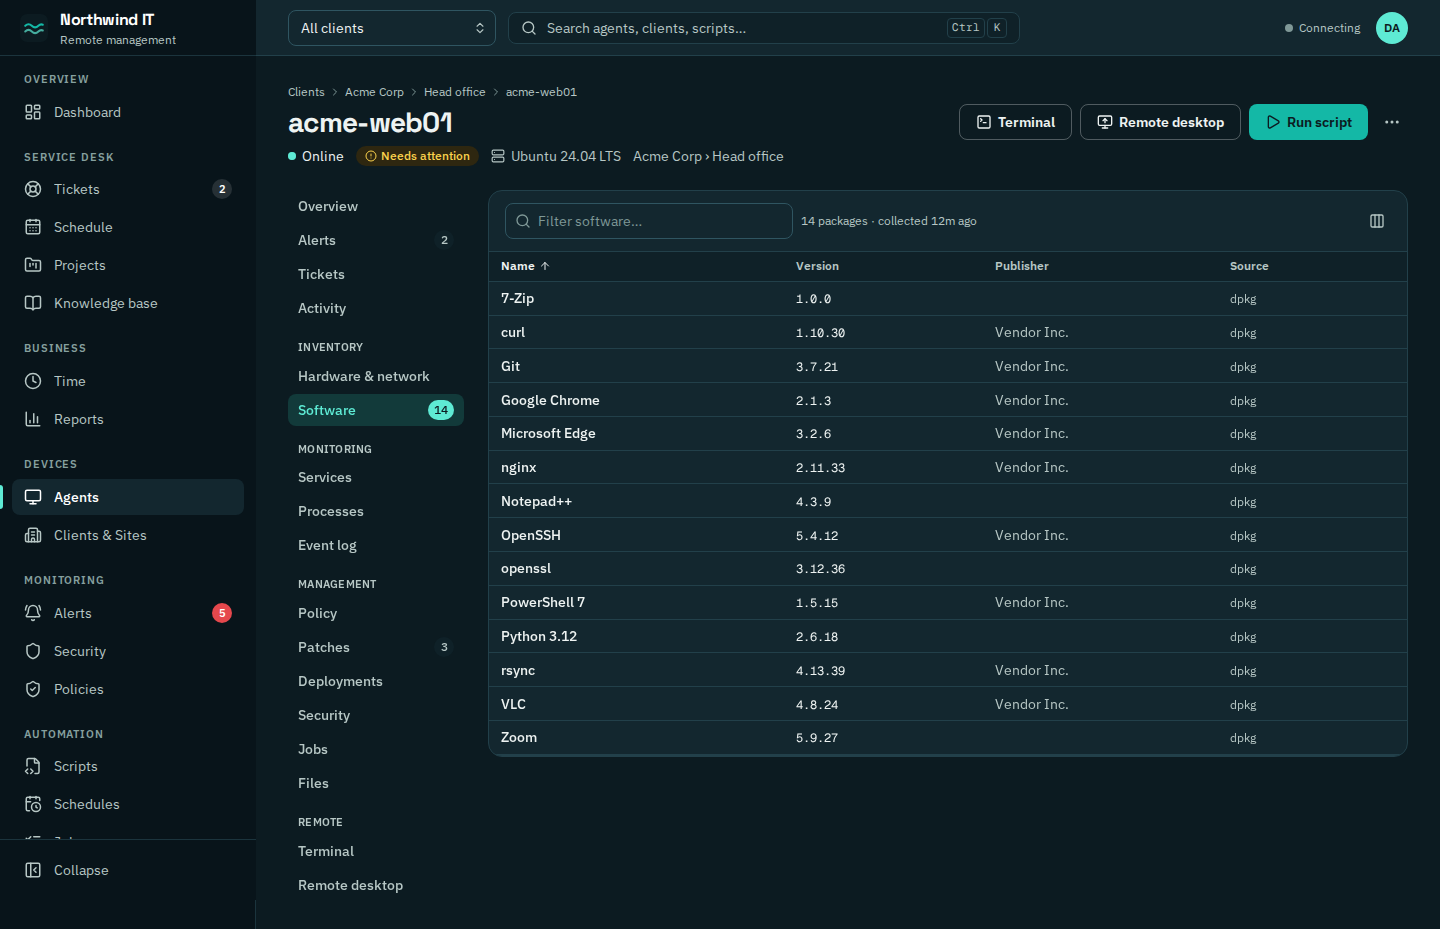 Northwind IT
Remote management
All clients
Search agents, clients, scripts...
Ctrl K
Connecting
DA
OVERVIEW
Dashboard
SERVICE DESK
Tickets 2
Schedule
Projects
Knowledge base
BUSINESS
Time
Reports
DEVICES
Agents
Clients & Sites
MONITORING
Alerts 5
Security
Policies
AUTOMATION
Scripts
Schedules
Collapse
Clients > Acme Corp > Head office > acme-web01
acme-web01
Terminal
Remote desktop
Run script
Online
Needs attention
Ubuntu 24.04 LTS
Acme Corp › Head office
Overview
Alerts 2
Tickets
Activity
INVENTORY
Hardware & network
Software 14
MONITORING
Services
Processes
Event log
MANAGEMENT
Policy
Patches 3
Deployments
Security
Jobs
Files
REMOTE
Terminal
Remote desktop
Filter software...
14 packages · collected 12m ago
Name Version Publisher Source
7-Zip 1.0.0 dpkg
curl 1.10.30 Vendor Inc. dpkg
Git 3.7.21 Vendor Inc. dpkg
Google Chrome 2.1.3 Vendor Inc. dpkg
Microsoft Edge 3.2.6 Vendor Inc. dpkg
nginx 2.11.33 Vendor Inc. dpkg
Notepad++ 4.3.9 dpkg
OpenSSH 5.4.12 Vendor Inc. dpkg
openssl 3.12.36 dpkg
PowerShell 7 1.5.15 Vendor Inc. dpkg
Python 3.12 2.6.18 dpkg
rsync 4.13.39 Vendor Inc. dpkg
VLC 4.8.24 Vendor Inc. dpkg
Zoom 5.9.27 dpkg